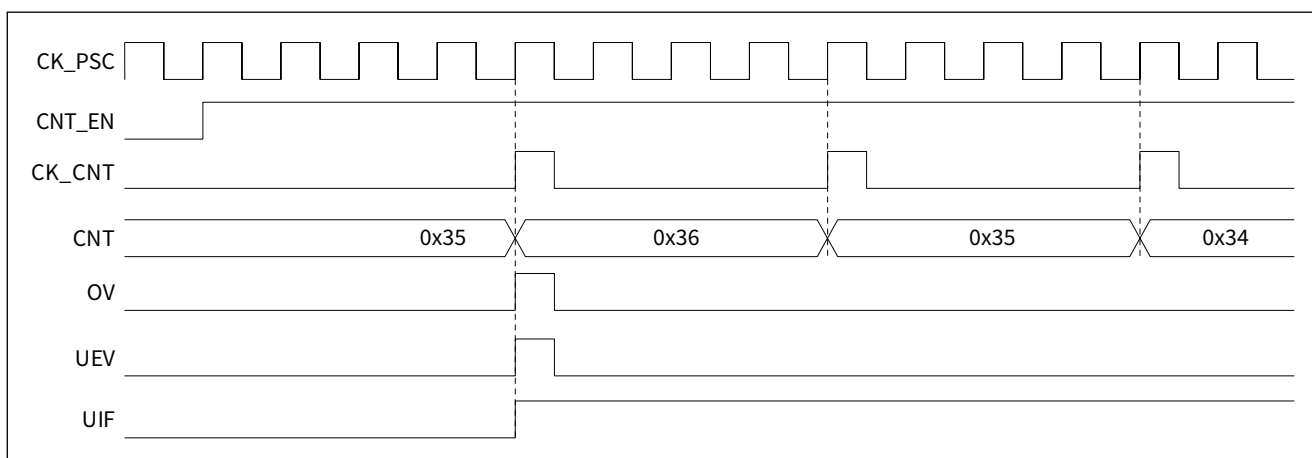 CK_PSC
CNT_EN
CK_CNT
CNT 0x35 0x36 0x35 0x34
OV
UEV
UIF